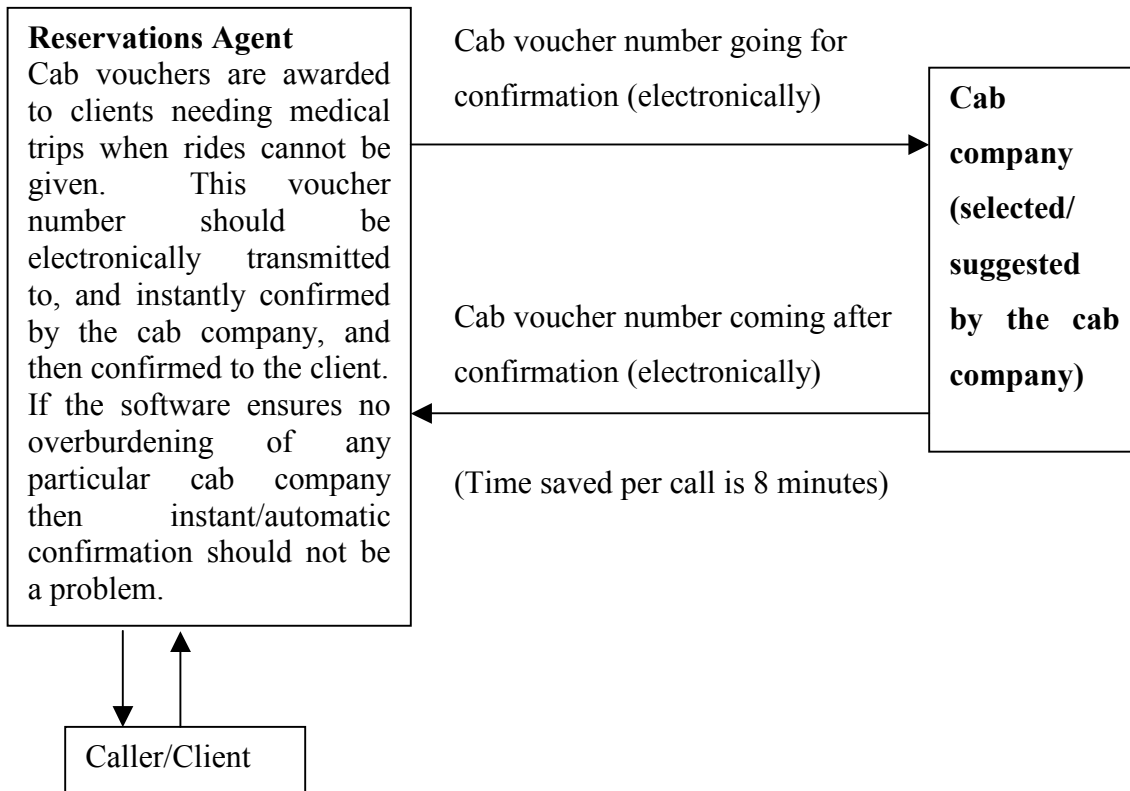 Reservations Agent
Cab vouchers are awarded
to clients needing medical
trips when rides cannot be
given. This voucher
number should be
electronically transmitted
to, and instantly confirmed
by the cab company, and
then confirmed to the client.
If the software ensures no
overburdening of any
particular cab company
then instant/automatic
confirmation should not be
a problem.
Cab voucher number going for
confirmation (electronically)
Cab voucher number coming after
confirmation (electronically)
(Time saved per call is 8 minutes)
Cab
company
(selected/
suggested
by the cab
company)
Caller/Client